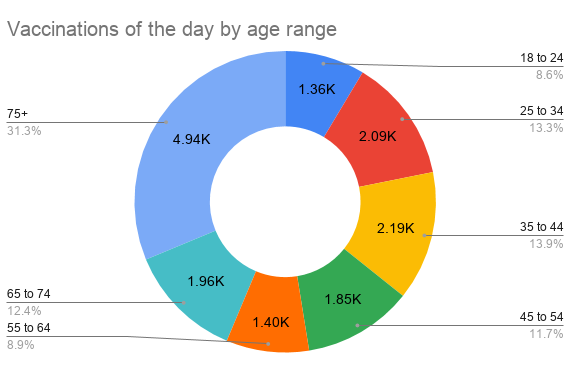 Vaccinations of the day by age range
18 to 24
8.6%
1.36K
25 to 34
13.3%
2.09K
35 to 44
13.9%
2.19K
45 to 54
11.7%
1.85K
55 to 64
8.9%
1.40K
65 to 74
12.4%
1.96K
75+
31.3%
4.94K